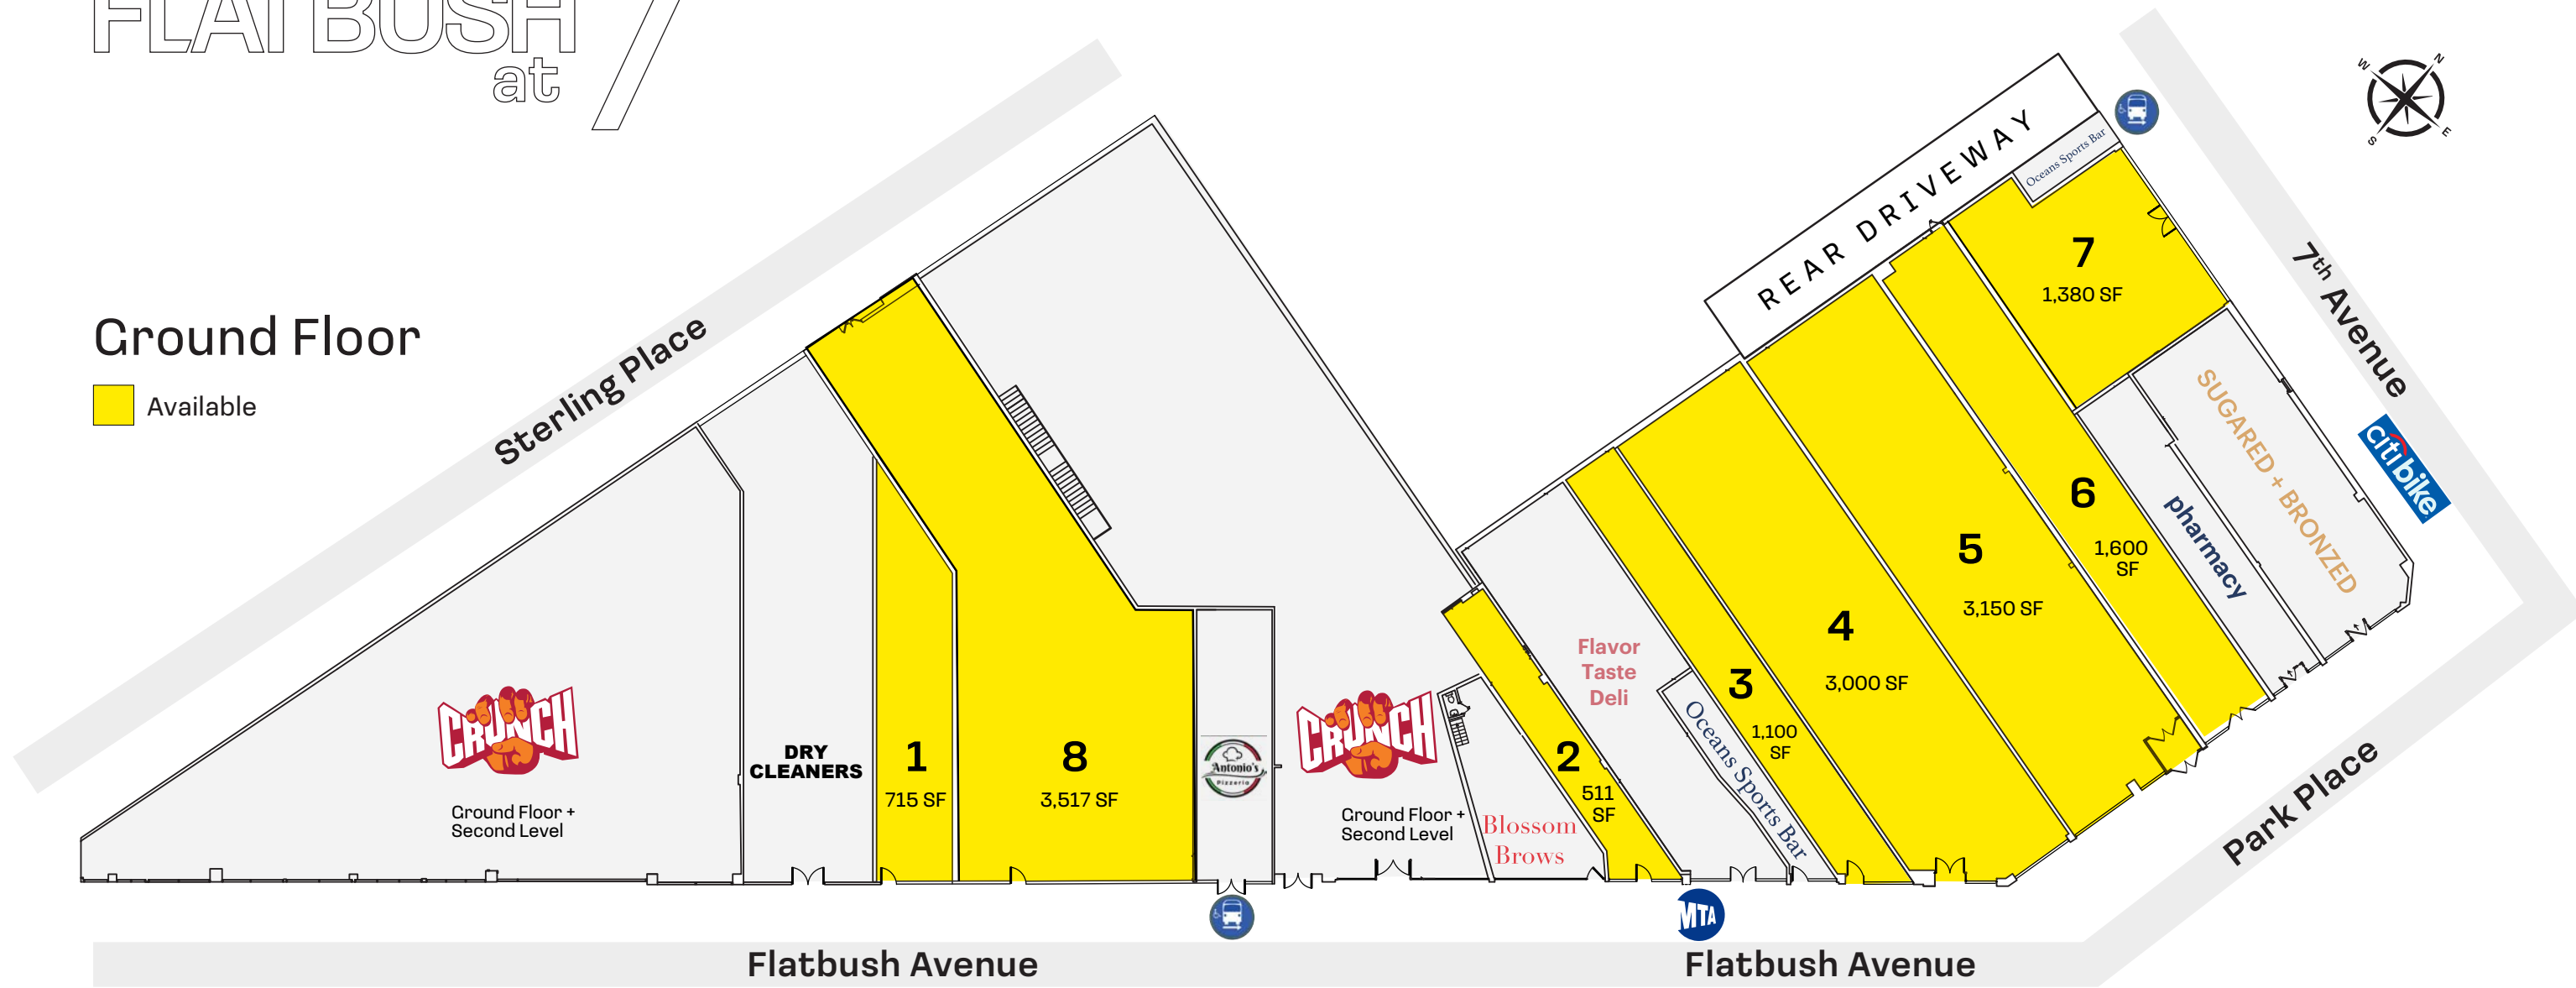 FLATBUSH
at
7
Ground Floor
Available
Sterling Place
REAR DRIVEWAY
Oceans Sports Bar
7th Avenue
W
N
S
E
citibike
CRUNCH
Ground Floor +
Second Level
DRY
CLEANERS
1
715 SF
8
3,517 SF
Antonio's
Pizzeria
CRUNCH
Ground Floor +
Second Level
Blossom
Brows
2
511
SF
Flavor
Taste
Deli
Oceans Sports Bar
3
1,100
SF
4
3,000 SF
5
3,150 SF
6
1,600
SF
7
1,380 SF
pharmacy
SUGARED + BRONZED
Park Place
MTA
Flatbush Avenue
Flatbush Avenue